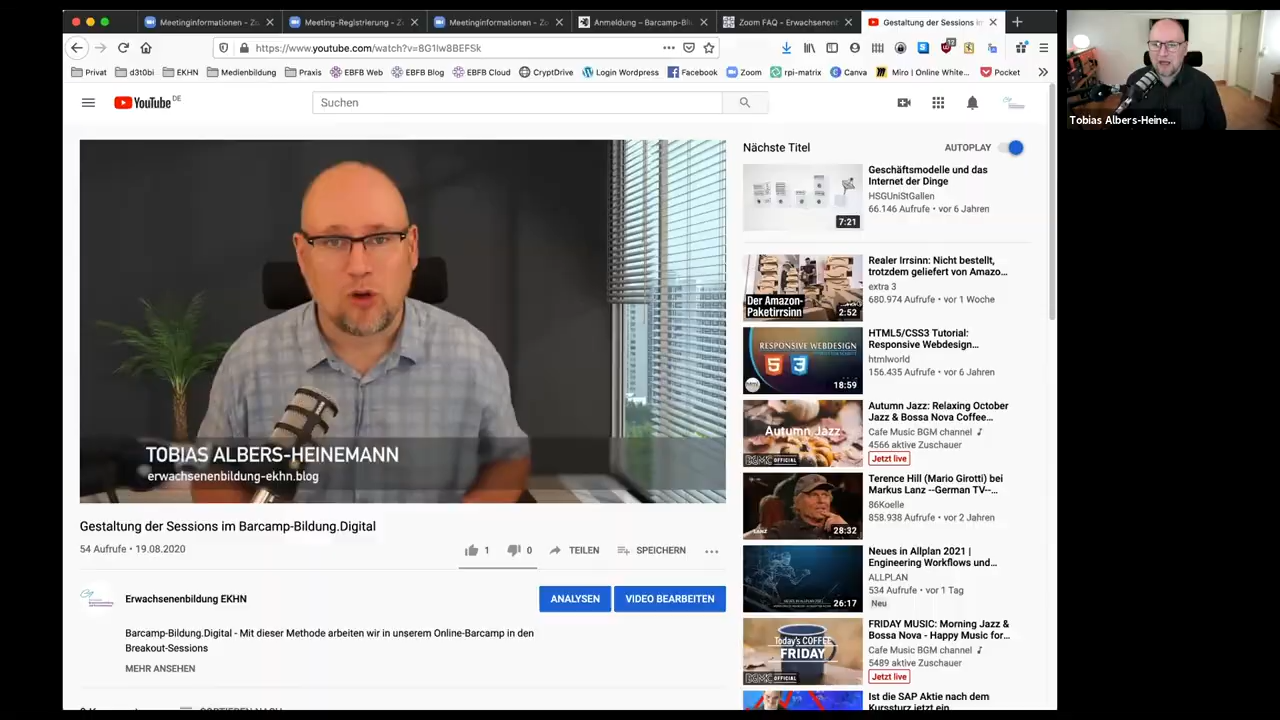 Meetinginformationen - Zo
Meeting-Registrierung - Z
Meetinginformationen - Zo
Anmeldung – Barcamp-Bil
Zoom FAQ – Erwachsenen
Gestaltung der Sessions im
https://www.youtube.com/watch?v=8G1lw8BEFSk
Privat
d3t0bi
EKHN
Medienbildung
Praxis
EBFB Web
EBFB Blog
EBFB Cloud
CryptDrive
Login Wordpress
Facebook
Zoom
rpi-matrix
Canva
Miro | Online White...
Pocket
Tobias Albers-Heine...
YouTube DE
Suchen
TOBIAS ALBERS-HEINEMANN
erwachsenenbildung-ekhn.blog
Gestaltung der Sessions im Barcamp-Bildung.Digital
54 Aufrufe • 19.08.2020
1
0
TEILEN
SPEICHERN
Erwachsenenbildung EKHN
ANALYSEN
VIDEO BEARBEITEN
Barcamp-Bildung.Digital - Mit dieser Methode arbeiten wir in unserem Online-Barcamp in den
Breakout-Sessions
MEHR ANSEHEN
Nächste Titel
AUTOPLAY
7:21
Geschäftsmodelle und das
Internet der Dinge
HSGUniStGallen
66.146 Aufrufe • vor 6 Jahren
Der Amazon-
Paketirrsinn
2:52
Realer Irrsinn: Nicht bestellt,
trotzdem geliefert von Amazo...
extra 3
680.974 Aufrufe • vor 1 Woche
RESPONSIVE WEBDESIGN
18:59
HTML5/CSS3 Tutorial:
Responsive Webdesign...
htmlworld
156.435 Aufrufe • vor 6 Jahren
Autumn Jazz
BGMC OFFICIAL
Autumn Jazz: Relaxing October
Jazz & Bossa Nova Coffee...
Cafe Music BGM channel
4566 aktive Zuschauer
Jetzt live
LANZ
28:32
Terence Hill (Mario Girotti) bei
Markus Lanz --German TV--...
86Koelle
858.938 Aufrufe • vor 2 Jahren
26:17
Neues in Allplan 2021 |
Engineering Workflows und...
ALLPLAN
534 Aufrufe • vor 1 Tag
Neu
Today's COFFEE
FRIDAY
BGMC OFFICIAL
FRIDAY MUSIC: Morning Jazz &
Bossa Nova - Happy Music for...
Cafe Music BGM channel
5489 aktive Zuschauer
Jetzt live
Ist die SAP Aktie nach dem
Kurssturz jetzt ein